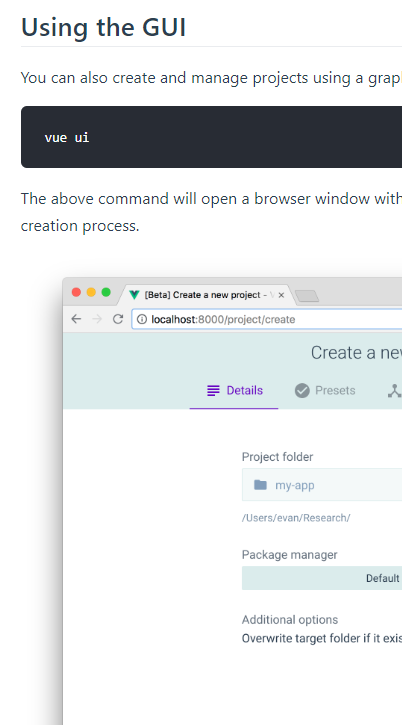 Using the GUI
You can also create and manage projects using a grap
vue ui
The above command will open a browser window with
creation process.
[Beta] Create a new project -
localhost:8000/project/create
Create a ne
Details
Presets
Project folder
my-app
/Users/evan/Research/
Package manager
Default
Additional options
Overwrite target folder if it exis